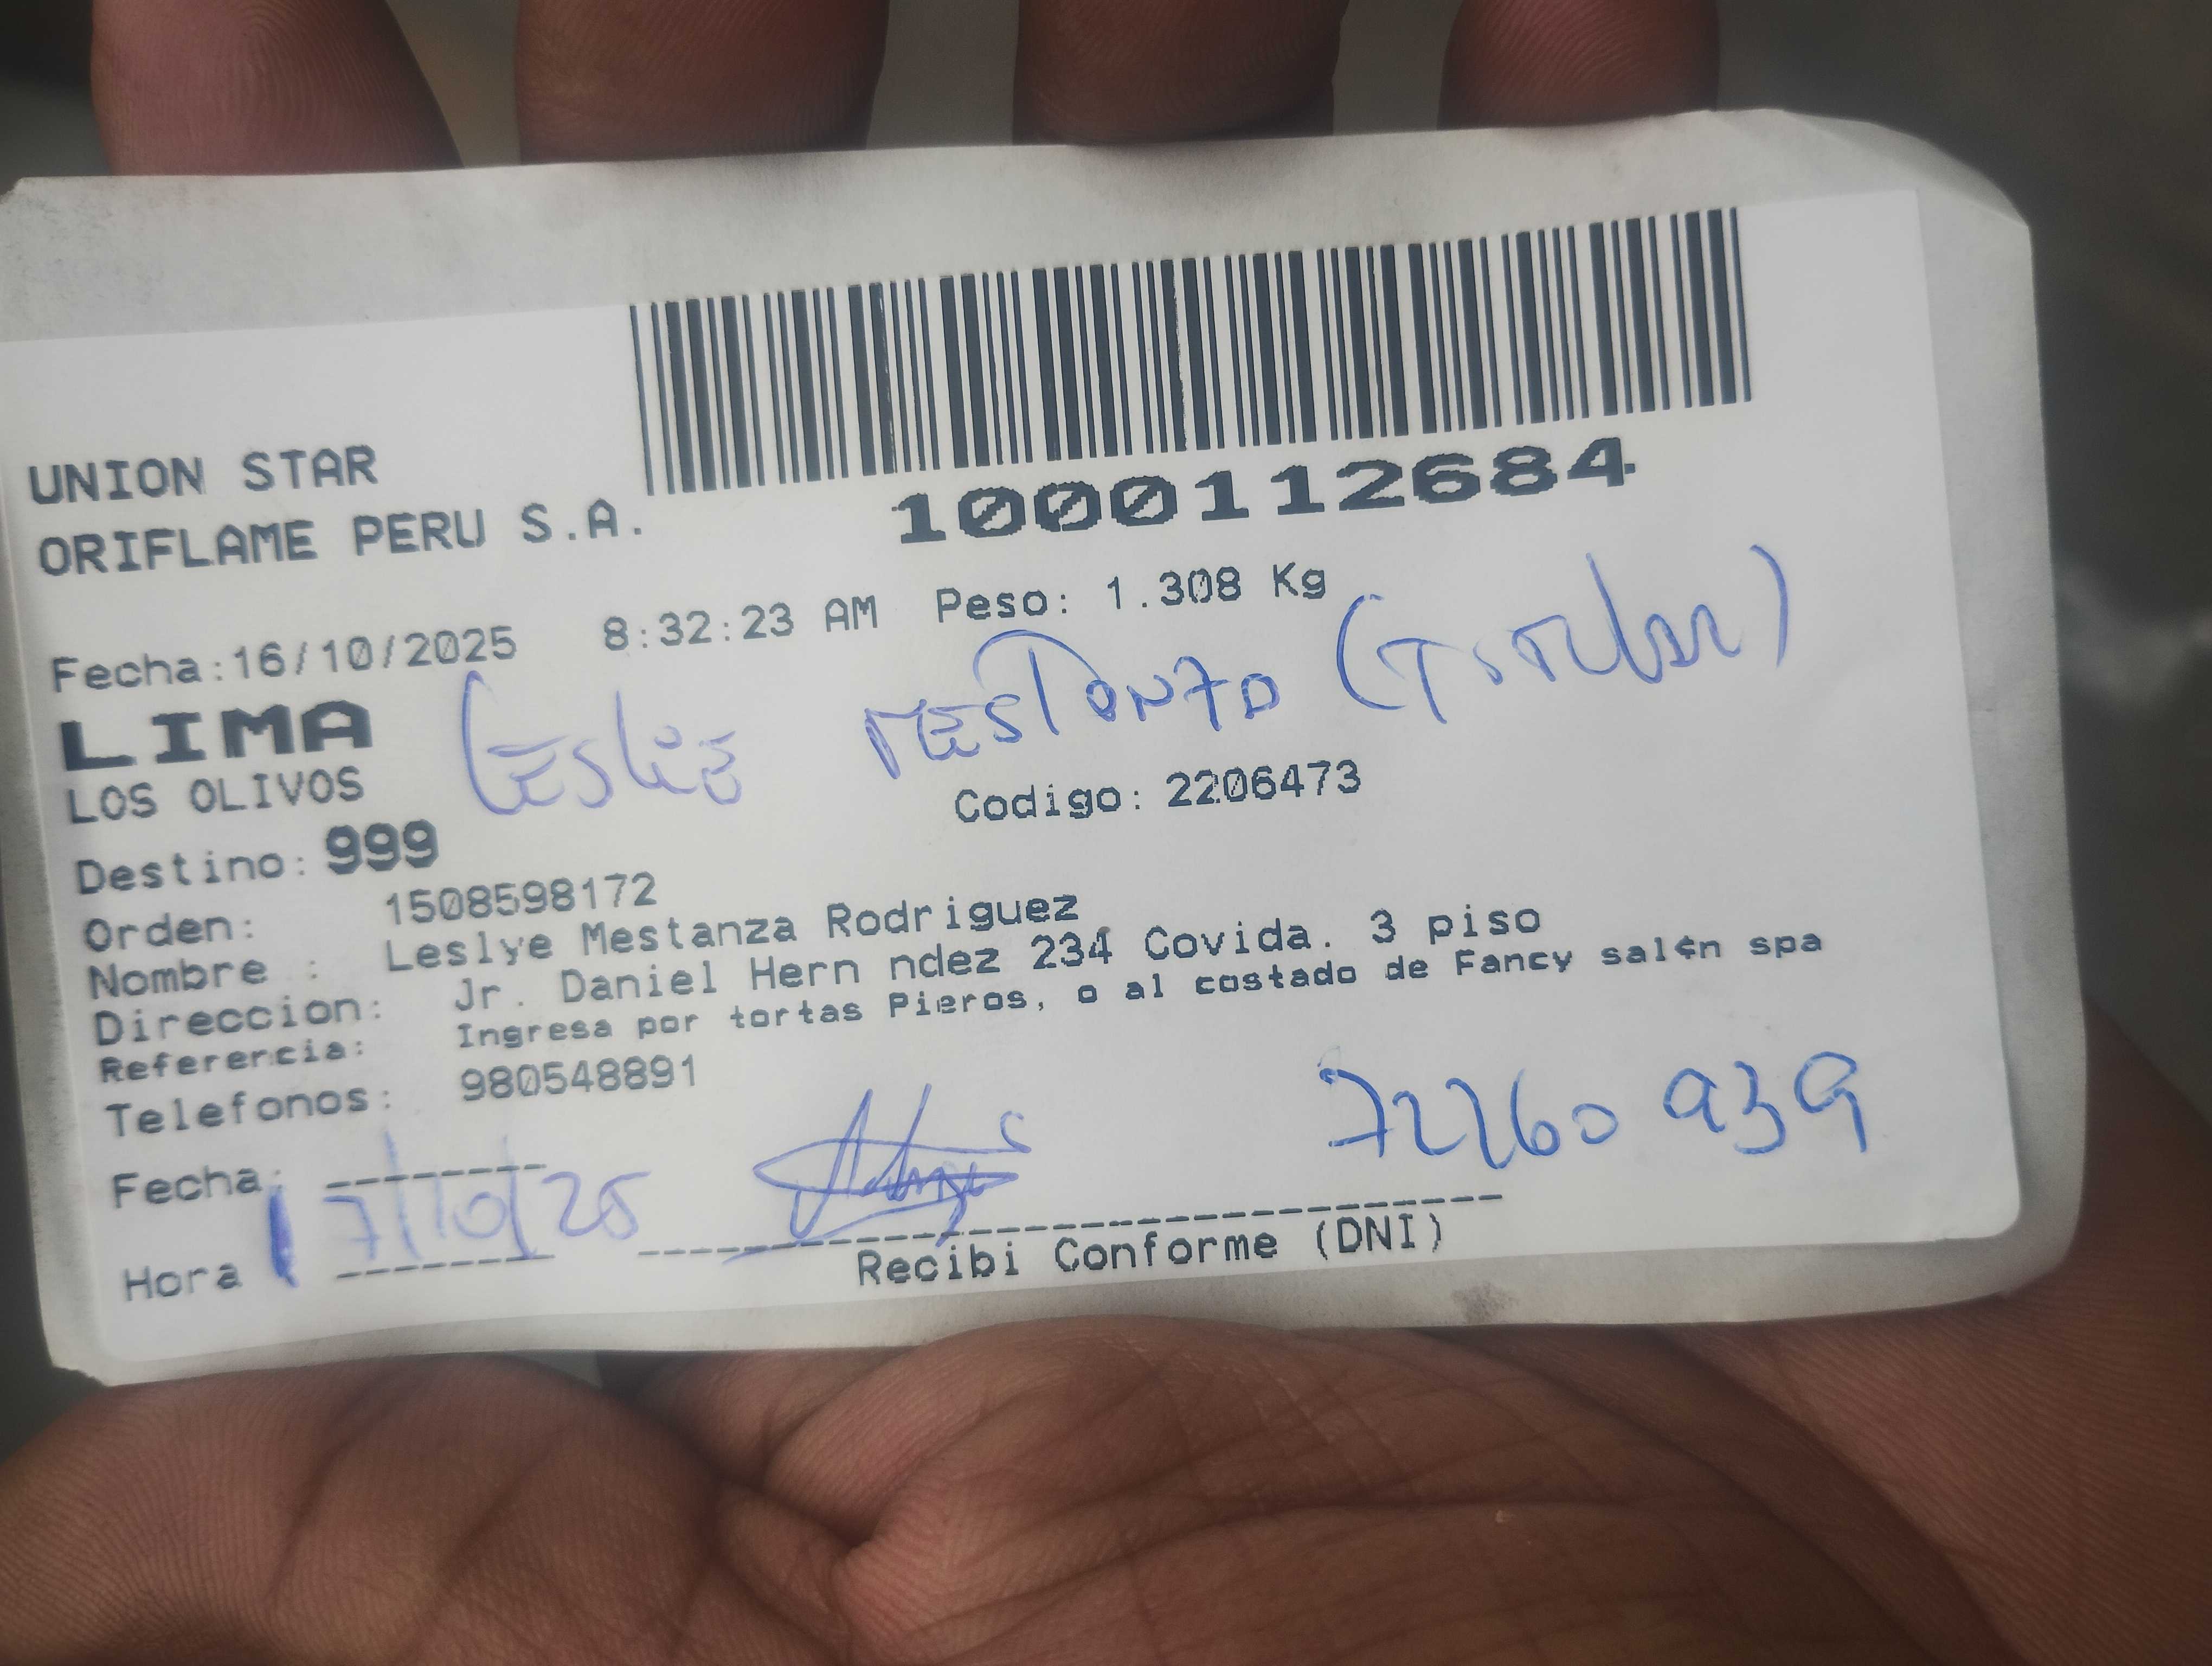 UNION STAR
ORIFLAME PERU S.A.
1000112684
Fecha:16/10/2025 8:32:23 AM Peso: 1.308 Kg
LIMA
LESLIE MESTANZA (TITULAR)
LOS OLIVOS
Codigo: 2206473
Destino: 999
Orden: 1508598172
Nombre : Leslye Mestanza Rodriguez
Direccion: Jr. Daniel Hern ndez 234 Covida. 3 piso
Referencia: Ingresa por tortas Pieros, o al costado de Fancy sal¢n spa
Telefonos: 980548891
72260939
Fecha:
17/10/25
Hora
Recibi Conforme (DNI)